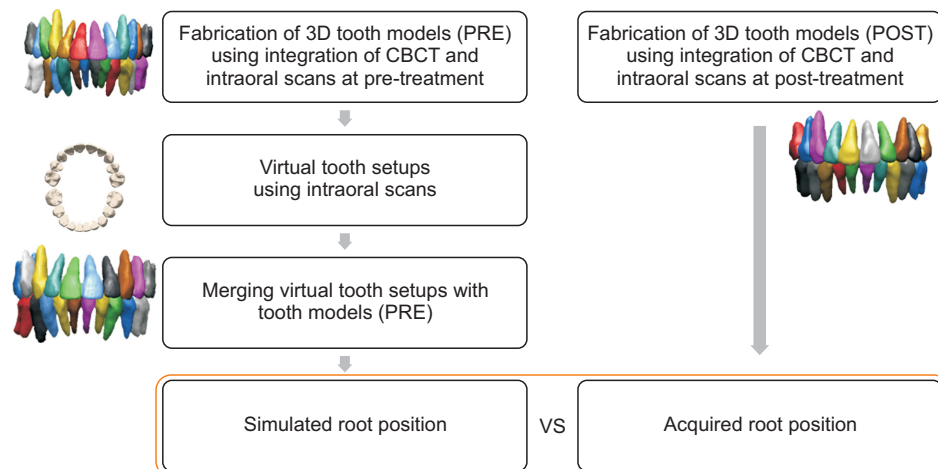 Fabrication of 3D tooth models (PRE)
using integration of CBCT and
intraoral scans at pre-treatment
Fabrication of 3D tooth models (POST)
using integration of CBCT and
intraoral scans at post-treatment
Virtual tooth setups
using intraoral scans
Merging virtual tooth setups with
tooth models (PRE)
Simulated root position
VS
Acquired root position